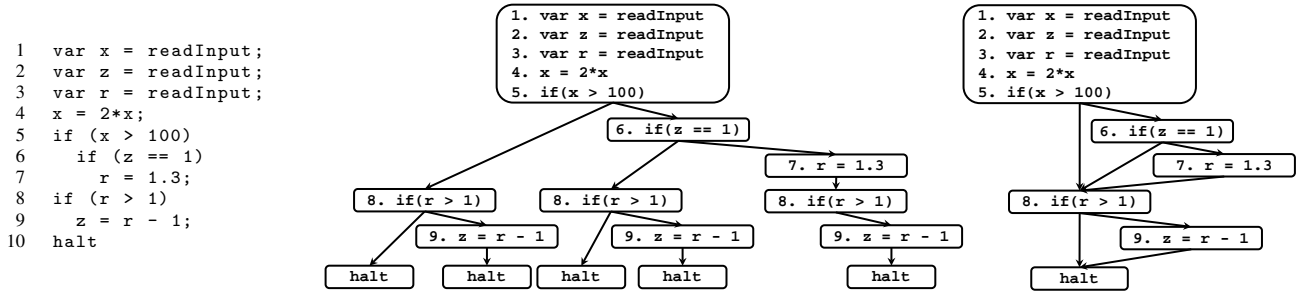 1 var x = readInput;
2 var z = readInput;
3 var r = readInput;
4 x = 2*x;
5 if (x > 100)
6 if (z == 1)
7 r = 1.3;
8 if (r > 1)
9 z = r - 1;
10 halt
1. var x = readInput
2. var z = readInput
3. var r = readInput
4. x = 2*x
5. if(x > 100)
6. if(z == 1)
7. r = 1.3
8. if(r > 1)
8. if(r > 1)
8. if(r > 1)
9. z = r - 1
9. z = r - 1
9. z = r - 1
halt
halt
halt
halt
halt
1. var x = readInput
2. var z = readInput
3. var r = readInput
4. x = 2*x
5. if(x > 100)
6. if(z == 1)
7. r = 1.3
8. if(r > 1)
9. z = r - 1
halt